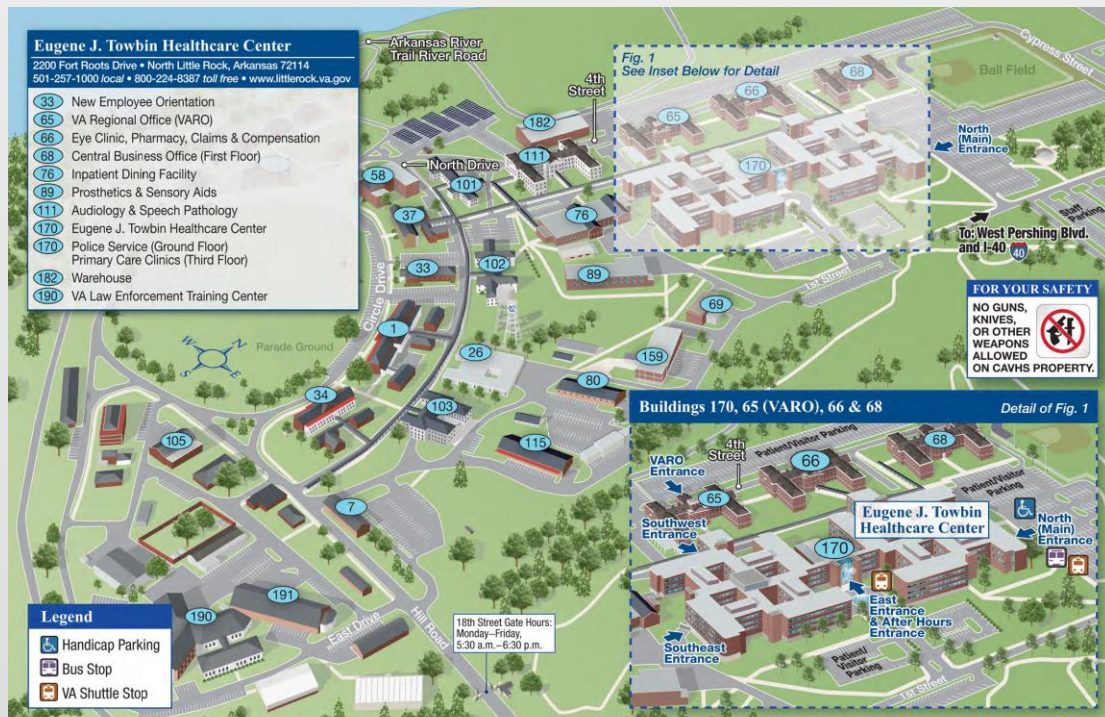 Eugene J. Towbin Healthcare Center
2200 Fort Roots Drive • North Little Rock, Arkansas 72114
501-257-1000 local • 800-224-8387 toll free • www.littlerock.va.gov
33 New Employee Orientation
65 VA Regional Office (VARO)
66 Eye Clinic, Pharmacy, Claims & Compensation
68 Central Business Office (First Floor)
76 Inpatient Dining Facility
89 Prosthetics & Sensory Aids
111 Audiology & Speech Pathology
170 Eugene J. Towbin Healthcare Center
170 Police Service (Ground Floor)
Primary Care Clinics (Third Floor)
182 Warehouse
190 VA Law Enforcement Training Center
Arkansas River
Trail River Road
4th
Street
Fig. 1
See Inset Below for Detail
68
66
65
170
Cypress Street
Ball Field
North
(Main)
Entrance
Staff
Parking
To: West Pershing Blvd.
and I-40
40
182
111
North Drive
58
101
37
76
33
102
89
1st Street
Circle Drive
1
69
26
159
Parade Ground
W
N
S
E
34
80
103
105
115
7
190
191
East Drive
Hill Road
18th Street Gate Hours:
Monday–Friday,
5:30 a.m.–6:30 p.m.
FOR YOUR SAFETY
NO GUNS,
KNIVES,
OR OTHER
WEAPONS
ALLOWED
ON CAVHS PROPERTY.
Buildings 170, 65 (VARO), 66 & 68
Detail of Fig. 1
Patient/Visitor Parking
4th
Street
VARO
Entrance
68
66
65
Patient/Visitor
Parking
Eugene J. Towbin
Healthcare Center
Southwest
Entrance
North
(Main)
Entrance
170
East
Entrance
& After Hours
Entrance
Southeast
Entrance
Patient/
Visitor
Parking
1st Street
Legend
Handicap Parking
Bus Stop
VA Shuttle Stop